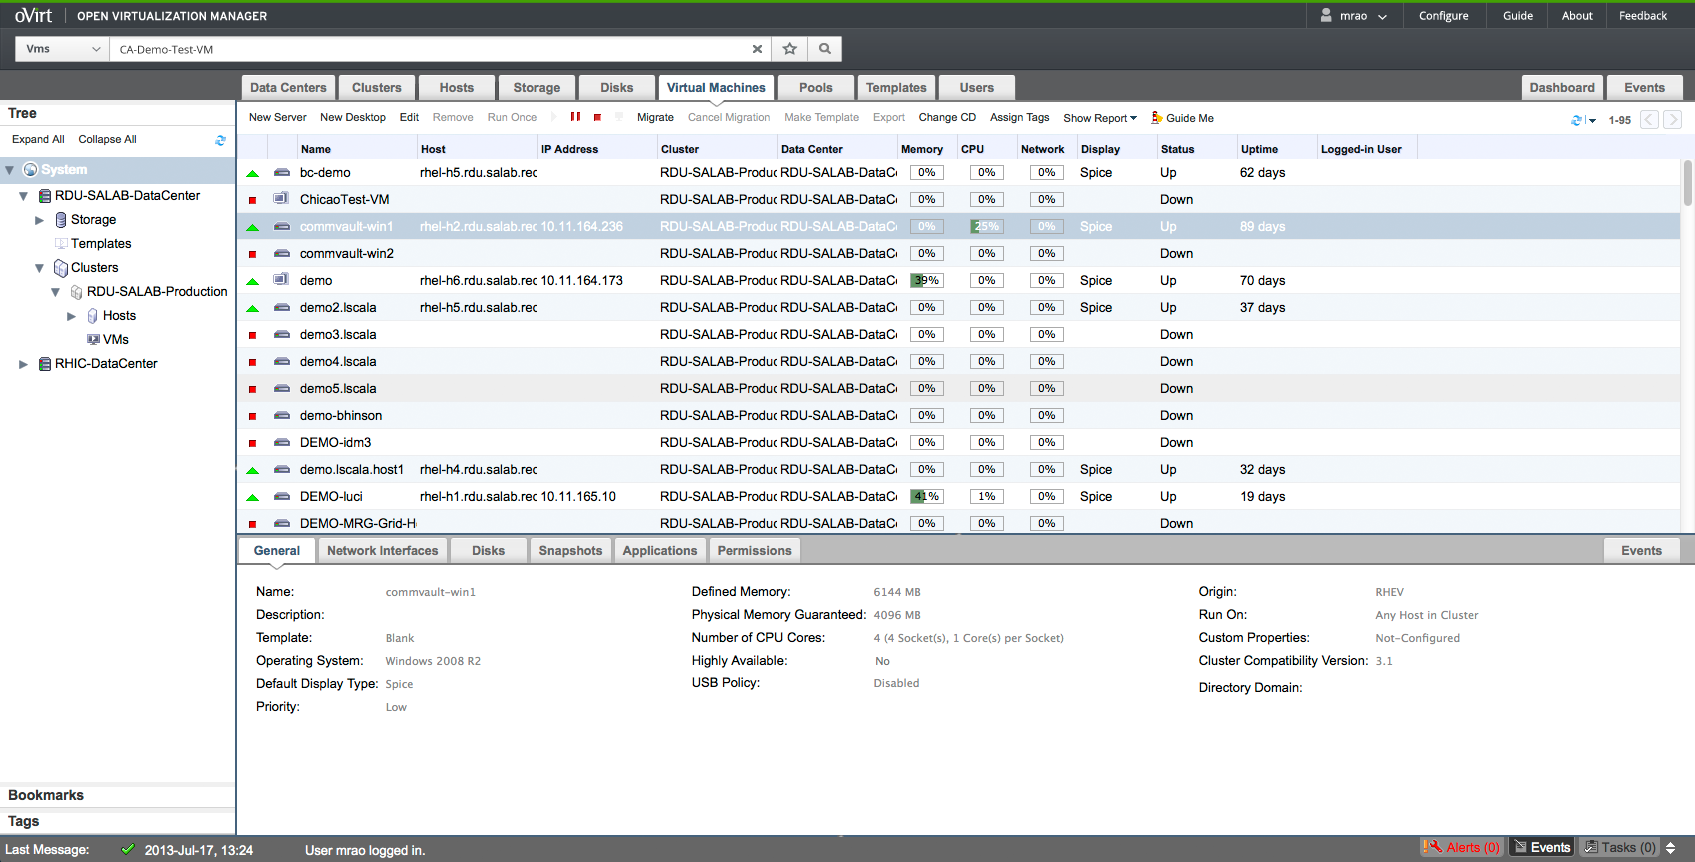 oVirt OPEN VIRTUALIZATION MANAGER mrao Configure Guide About Feedback
Vms CA-Demo-Test-VM
Data Centers Clusters Hosts Storage Disks Virtual Machines Pools Templates Users Dashboard Events
Tree
Expand All Collapse All
System
RDU-SALAB-DataCenter
Storage
Templates
Clusters
RDU-SALAB-Production
Hosts
VMs
RHIC-DataCenter
Bookmarks
Tags
New Server New Desktop Edit Remove Run Once Migrate Cancel Migration Make Template Export Change CD Assign Tags Show Report Guide Me 1-95
Name Host IP Address Cluster Data Center Memory CPU Network Display Status Uptime Logged-in User
bc-demo rhel-h5.rdu.salab.rec RDU-SALAB-Produc RDU-SALAB-DataC 0% 0% 0% Spice Up 62 days
ChicaoTest-VM RDU-SALAB-Produc RDU-SALAB-DataC 0% 0% 0% Down
commvault-win1 rhel-h2.rdu.salab.rec 10.11.164.236 RDU-SALAB-Produc RDU-SALAB-DataC 0% 25% 0% Spice Up 89 days
commvault-win2 RDU-SALAB-Produc RDU-SALAB-DataC 0% 0% 0% Down
demo rhel-h6.rdu.salab.rec 10.11.164.173 RDU-SALAB-Produc RDU-SALAB-DataC 39% 0% 0% Spice Up 70 days
demo2.lscala rhel-h5.rdu.salab.rec RDU-SALAB-Produc RDU-SALAB-DataC 0% 0% 0% Spice Up 37 days
demo3.lscala RDU-SALAB-Produc RDU-SALAB-DataC 0% 0% 0% Down
demo4.lscala RDU-SALAB-Produc RDU-SALAB-DataC 0% 0% 0% Down
demo5.lscala RDU-SALAB-Produc RDU-SALAB-DataC 0% 0% 0% Down
demo-bhinson RDU-SALAB-Produc RDU-SALAB-DataC 0% 0% 0% Down
DEMO-idm3 RDU-SALAB-Produc RDU-SALAB-DataC 0% 0% 0% Down
demo.lscala.host1 rhel-h4.rdu.salab.rec RDU-SALAB-Produc RDU-SALAB-DataC 0% 0% 0% Spice Up 32 days
DEMO-luci rhel-h1.rdu.salab.rec 10.11.165.10 RDU-SALAB-Produc RDU-SALAB-DataC 41% 1% 0% Spice Up 19 days
DEMO-MRG-Grid-H RDU-SALAB-Produc RDU-SALAB-DataC 0% 0% 0% Down
General Network Interfaces Disks Snapshots Applications Permissions Events
Name: commvault-win1 Defined Memory: 6144 MB Origin: RHEV
Description: Physical Memory Guaranteed: 4096 MB Run On: Any Host in Cluster
Template: Blank Number of CPU Cores: 4 (4 Socket(s), 1 Core(s) per Socket) Custom Properties: Not-Configured
Operating System: Windows 2008 R2 Highly Available: No Cluster Compatibility Version: 3.1
Default Display Type: Spice USB Policy: Disabled Directory Domain:
Priority: Low
Last Message: 2013-Jul-17, 13:24 User mrao logged in. Alerts (0) Events Tasks (0)